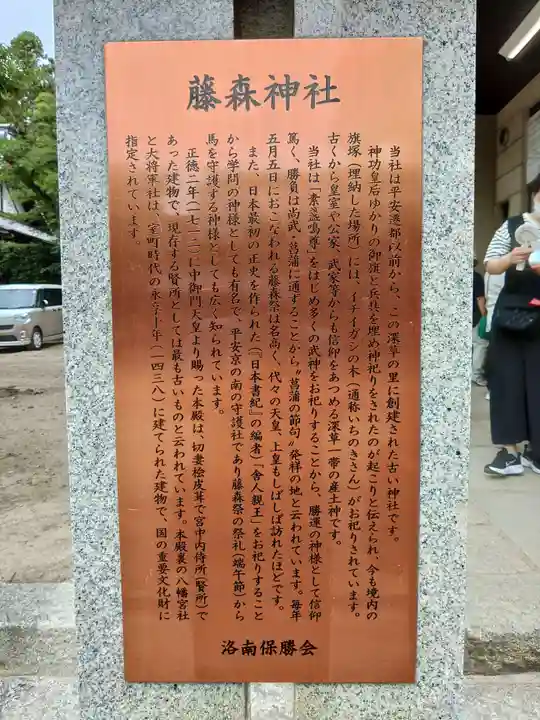 藤森神社
当社は平安遷都以前から、この深草の里に創建された古い神社です。
神功皇后ゆかりの御旗と兵具を埋め神祀りをされたのが起こりと伝えられ、今も境内の
旗塚（理納した場所）には、イチイガシの木（通称いちのきさん）がお祀りされています。
古くから皇室や公家、武家等からも信仰をあつめる深草一帯の産土神です。
当社は「素盞鳴尊」をはじめ多くの武神をお祀りすることから、勝運の神様として信仰
篤く、勝負は尚武・菖蒲に通ずることから〝菖蒲の節句〟発祥の地と云われています。毎年
五月五日におこなわれる藤森祭は名高く、代々の天皇、上皇もしばしば訪れたほどです。
また、日本最初の正史を作られた（『日本書紀』の編者）「舎人親王」をお祀りすること
から学問の神様としても有名で、平安京の南の守護社であり藤森祭の祭礼（端午節）から
馬を守護する神様としても広く知られています。
正徳二年（一七一二）に中御門天皇より賜った本殿は、切妻桧皮葺で宮中内侍所（賢所）で
あった建物で、現存する賢所としては最も古いものと云われています。本殿裏の八幡宮社
と大将軍社は、室町時代の永享十年（一四三八）に建てられた建物で、国の重要文化財に
指定されています。
洛南保勝会